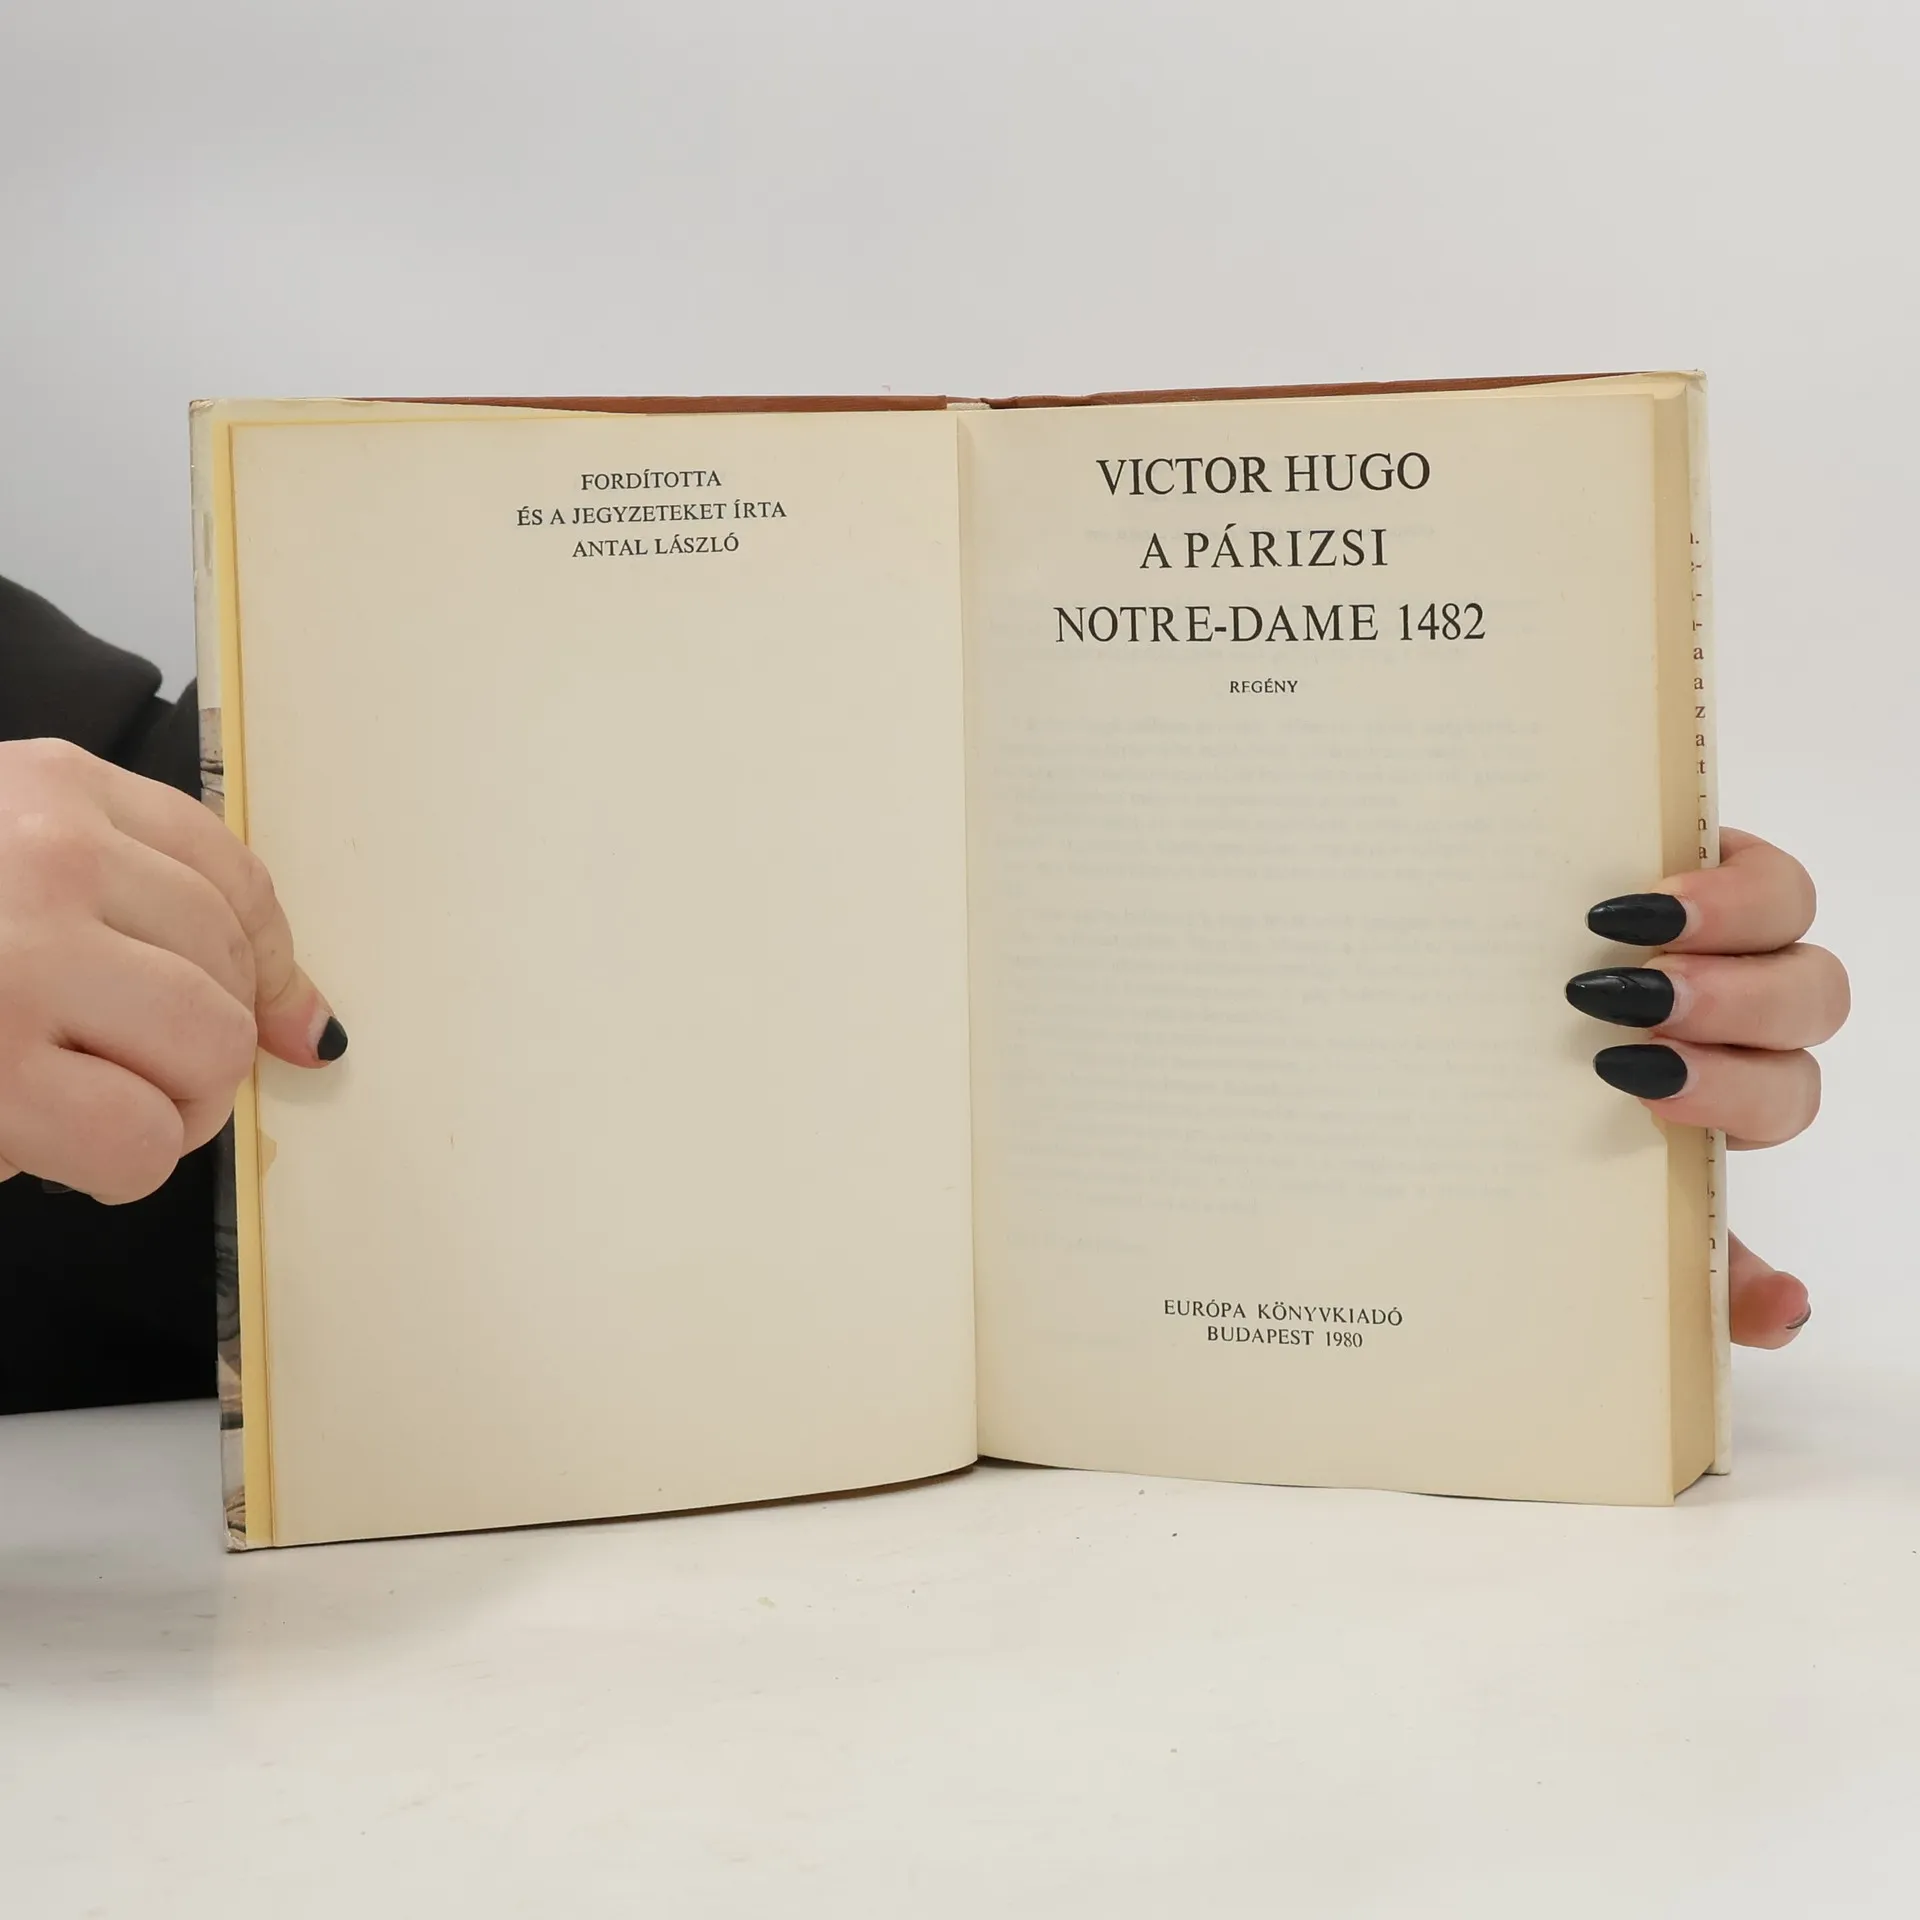 FORDÍTOTTA
ÉS A JEGYZETEKET ÍRTA
ANTAL LÁSZLÓ
VICTOR HUGO
A PÁRIZSI
NOTRE-DAME 1482
REGÉNY
EURÓPA KÖNYVKIADÓ
BUDAPEST 1980